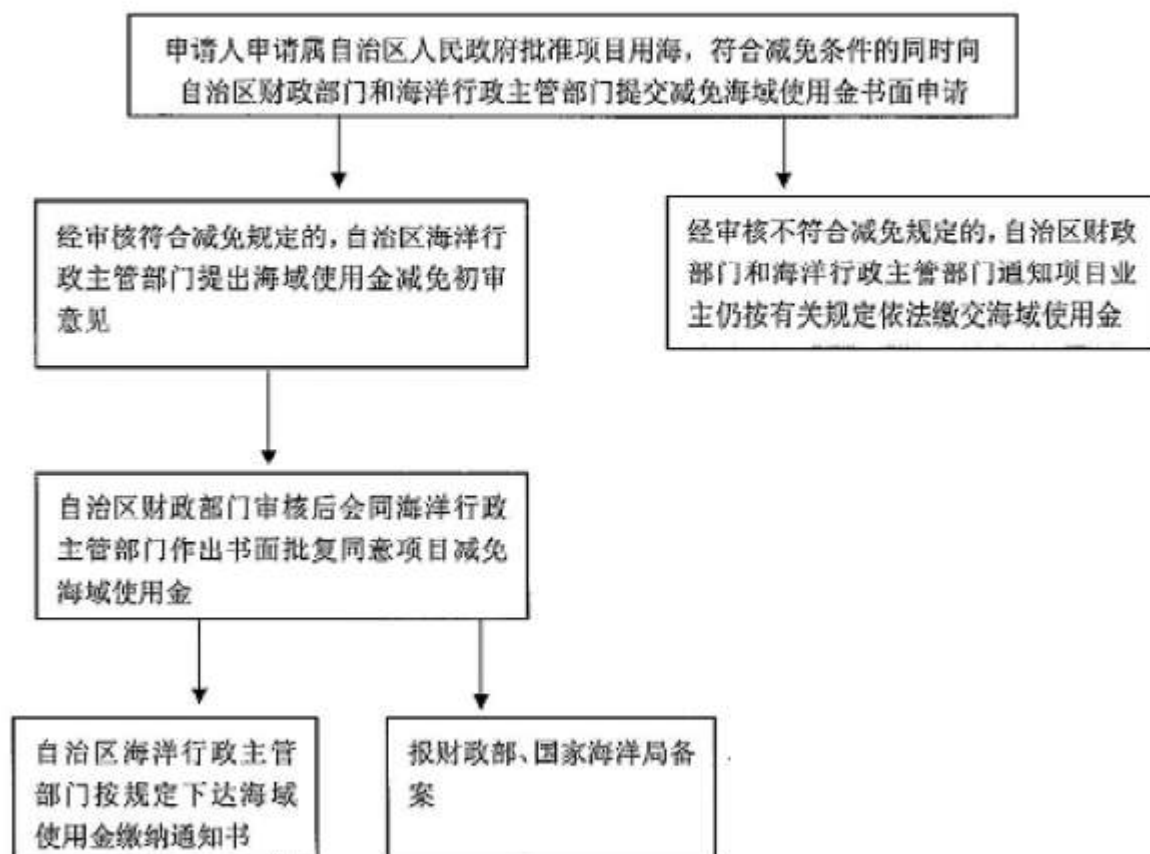 申请人申请属自治区人民政府批准项目用海，符合减免条件的同时向
自治区财政部门和海洋行政主管部门提交减免海域使用金书面申请
经审核符合减免规定的，自治区海洋行
政主管部门提出海域使用金减免初审
意见
经审核不符合减免规定的，自治区财政
部门和海洋行政主管部门通知项目业
主仍按有关规定依法缴交海域使用金
自治区财政部门审核后会同海洋行政
主管部门作出书面批复同意项目减免
海域使用金
自治区海洋行政主管
部门按规定下达海域
使用金缴纳通知书
报财政部、国家海洋局备
案